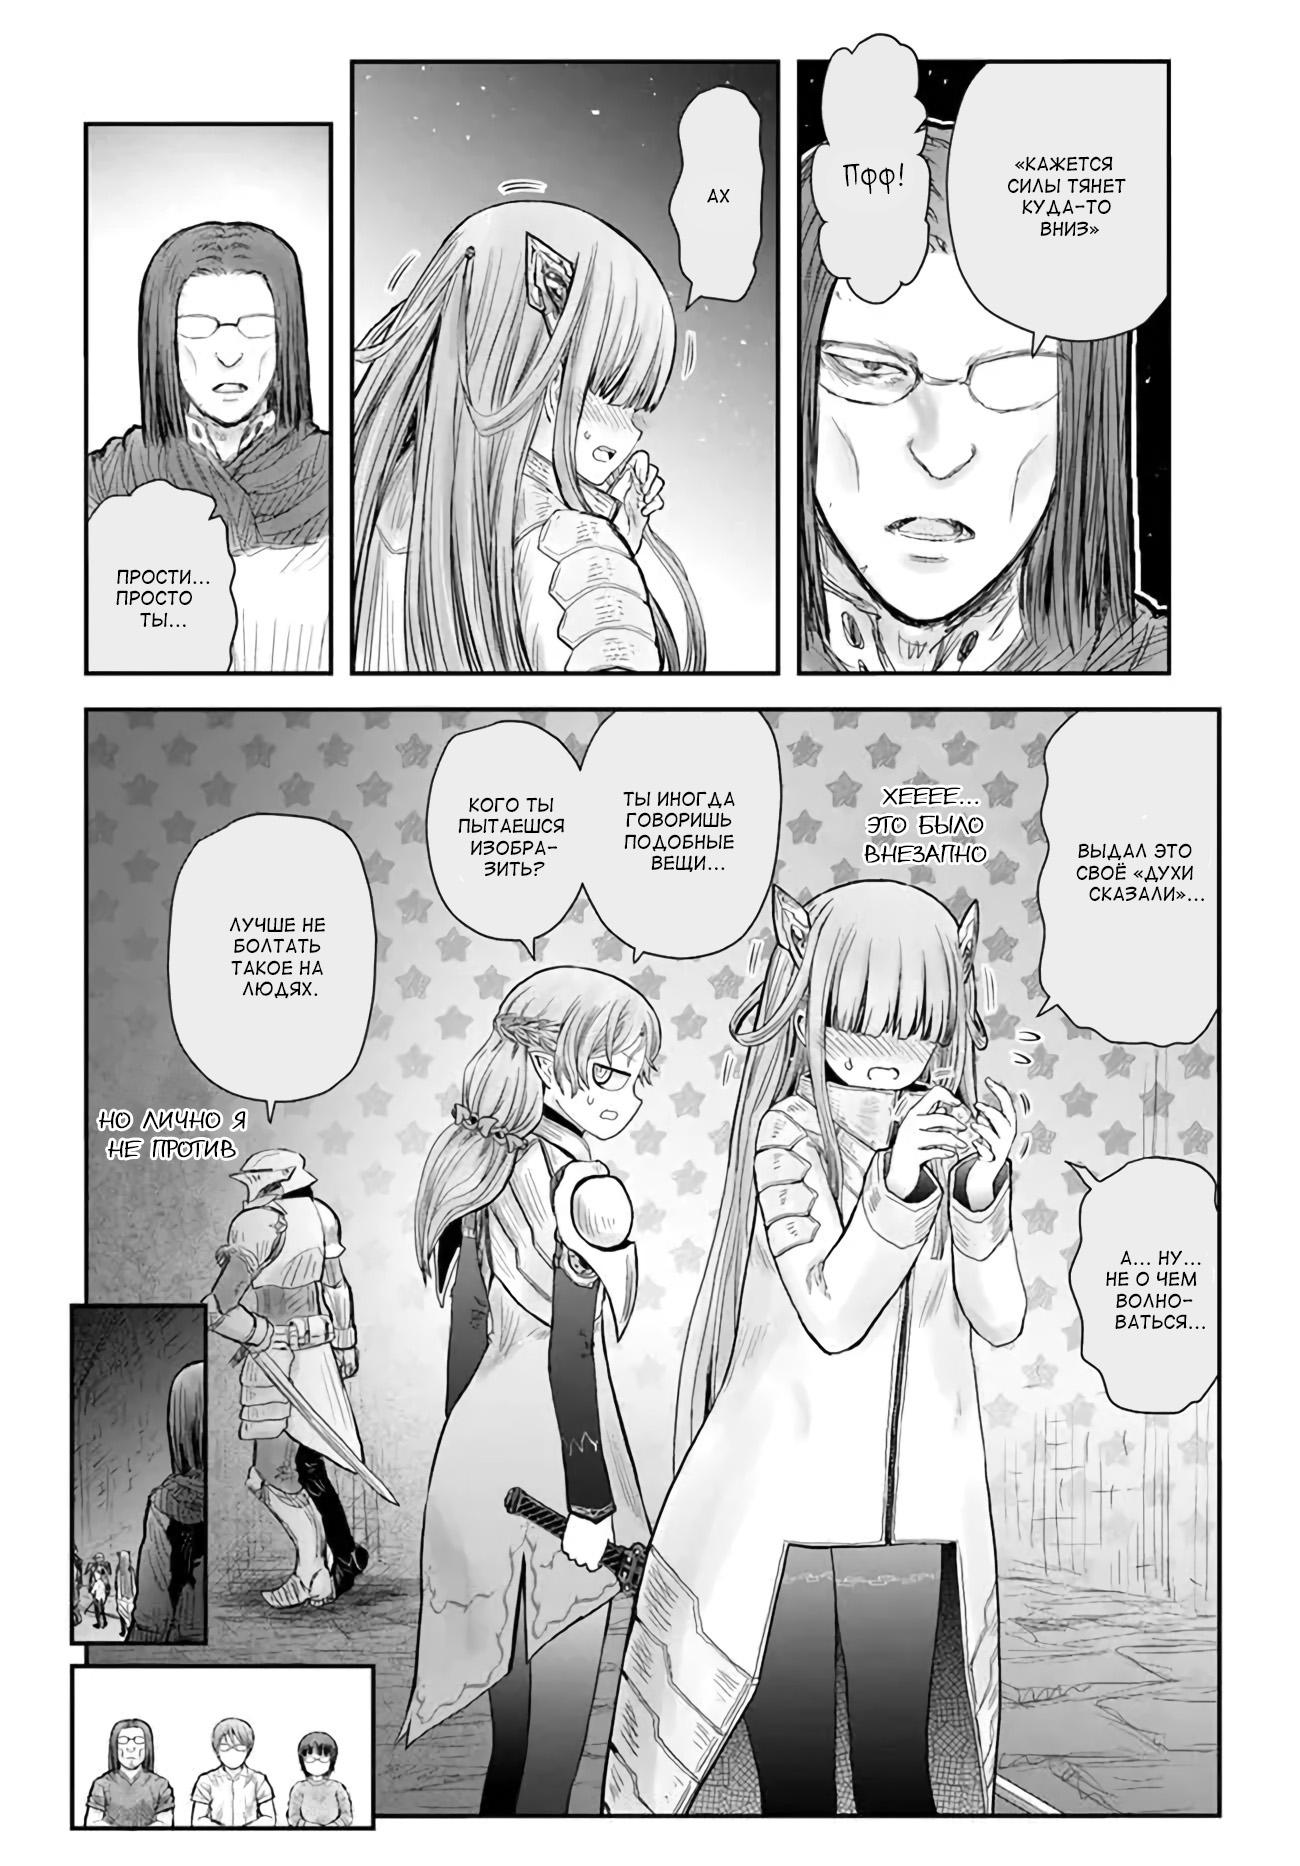 «КАЖЕТСЯ
СИЛЫ ТЯНЕТ
КУДА-ТО
ВНИЗ»
ПФФ!
АХ
ПРОСТИ...
ПРОСТО
ТЫ...
ВЫДАЛ ЭТО
СВОЁ «ДУХИ
СКАЗАЛИ»...
ХЕЕЕЕ...
ЭТО БЫЛО
ВНЕЗАПНО
А... НУ...
НЕ О ЧЕМ
ВОЛНО-
ВАТЬСЯ...
ТЫ ИНОГДА
ГОВОРИШЬ
ПОДОБНЫЕ
ВЕЩИ...
КОГО ТЫ
ПЫТАЕШСЯ
ИЗОБРА-
ЗИТЬ?
ЛУЧШЕ НЕ
БОЛТАТЬ
ТАКОЕ НА
ЛЮДЯХ.
НО ЛИЧНО Я
НЕ ПРОТИВ